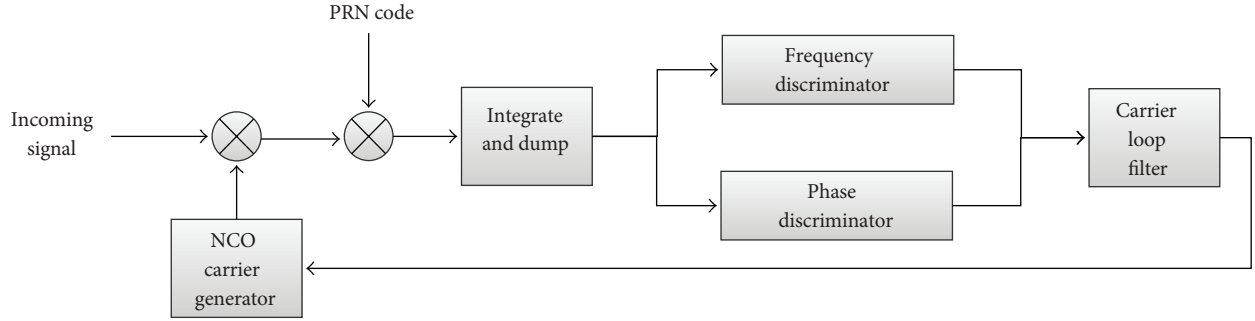 PRN code
Incoming
signal
Integrate
and dump
Frequency
discriminator
Phase
discriminator
Carrier
loop
filter
NCO
carrier
generator